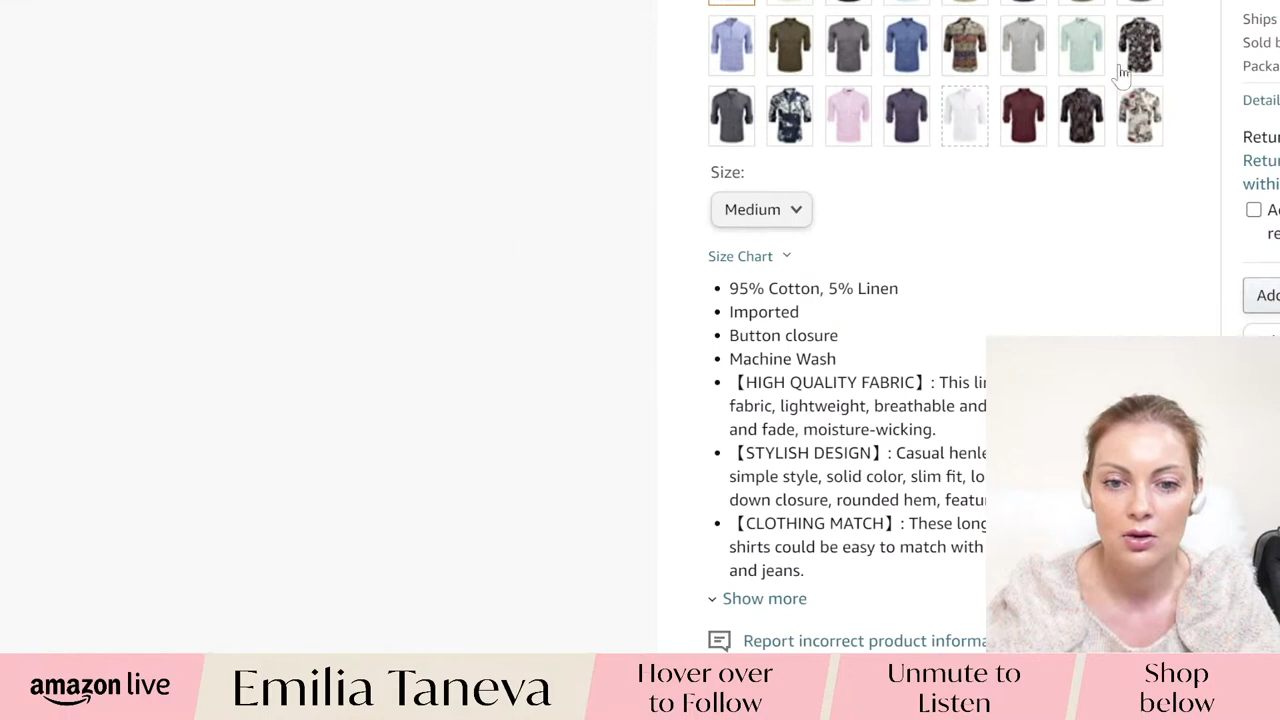 Ships
Sold b
Packa
Detail
Retur
Retur
withi
Size:
Medium
Size Chart
• 95% Cotton, 5% Linen
• Imported
• Button closure
• Machine Wash
• 【HIGH QUALITY FABRIC】: This lin
fabric, lightweight, breathable and
and fade, moisture-wicking.
• 【STYLISH DESIGN】: Casual henle
simple style, solid color, slim fit, lo
down closure, rounded hem, featur
• 【CLOTHING MATCH】: These long
shirts could be easy to match with
and jeans.
Show more
Report incorrect product informa
Ad
re
Add
amazon live
Emilia Taneva
Hover over
to Follow
Unmute to
Listen
Shop
below